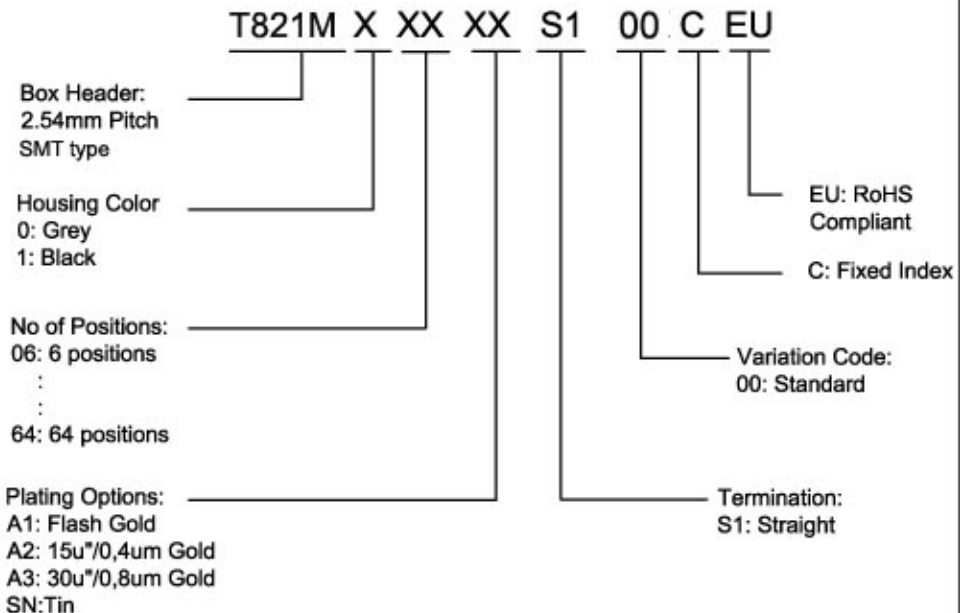 T821M X XX XX S1 00 C EU
Box Header:
2.54mm Pitch
SMT type
Housing Color
0: Grey
1: Black
No of Positions:
06: 6 positions
:
:
64: 64 positions
Plating Options:
A1: Flash Gold
A2: 15u"/0,4um Gold
A3: 30u"/0,8um Gold
SN:Tin
EU: RoHS
Compliant
C: Fixed Index
Variation Code:
00: Standard
Termination:
S1: Straight